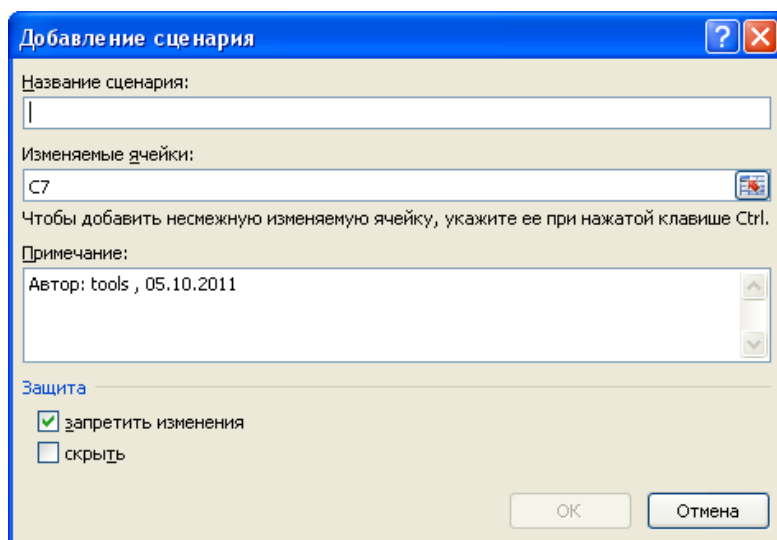 Добавление сценария
Название сценария:
Изменяемые ячейки:
C7
Чтобы добавить несмежную изменяемую ячейку, укажите ее при нажатой клавише Ctrl.
Примечание:
Автор: tools , 05.10.2011
Защита
запретить изменения
скрыть
ОК
Отмена